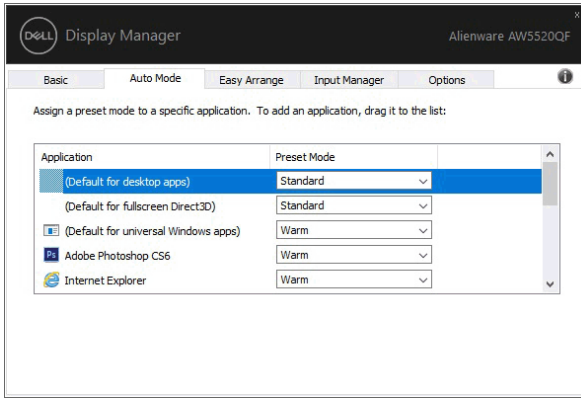 DELL Display Manager Alienware AW5520QF
x
Basic Auto Mode Easy Arrange Input Manager Options i
Assign a preset mode to a specific application. To add an application, drag it to the list:
Application Preset Mode
(Default for desktop apps) Standard
(Default for fullscreen Direct3D) Standard
(Default for universal Windows apps) Warm
Ps Adobe Photoshop CS6 Warm
Internet Explorer Warm